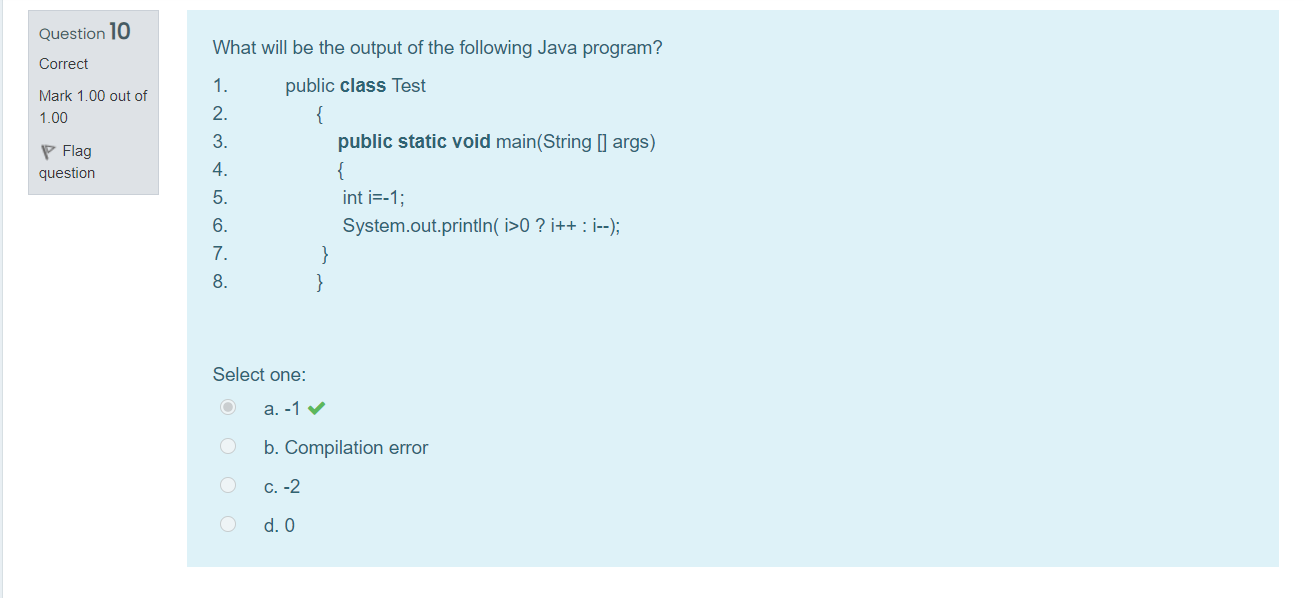 Question 10
Correct
Mark 1.00 out of
1.00
Flag
question
What will be the output of the following Java program?
1. public class Test
2. {
3. public static void main(String [] args)
4. {
5. int i=-1;
6. System.out.println( i>0 ? i++ : i--);
7. }
8. }
Select one:
a. -1
b. Compilation error
c. -2
d. 0